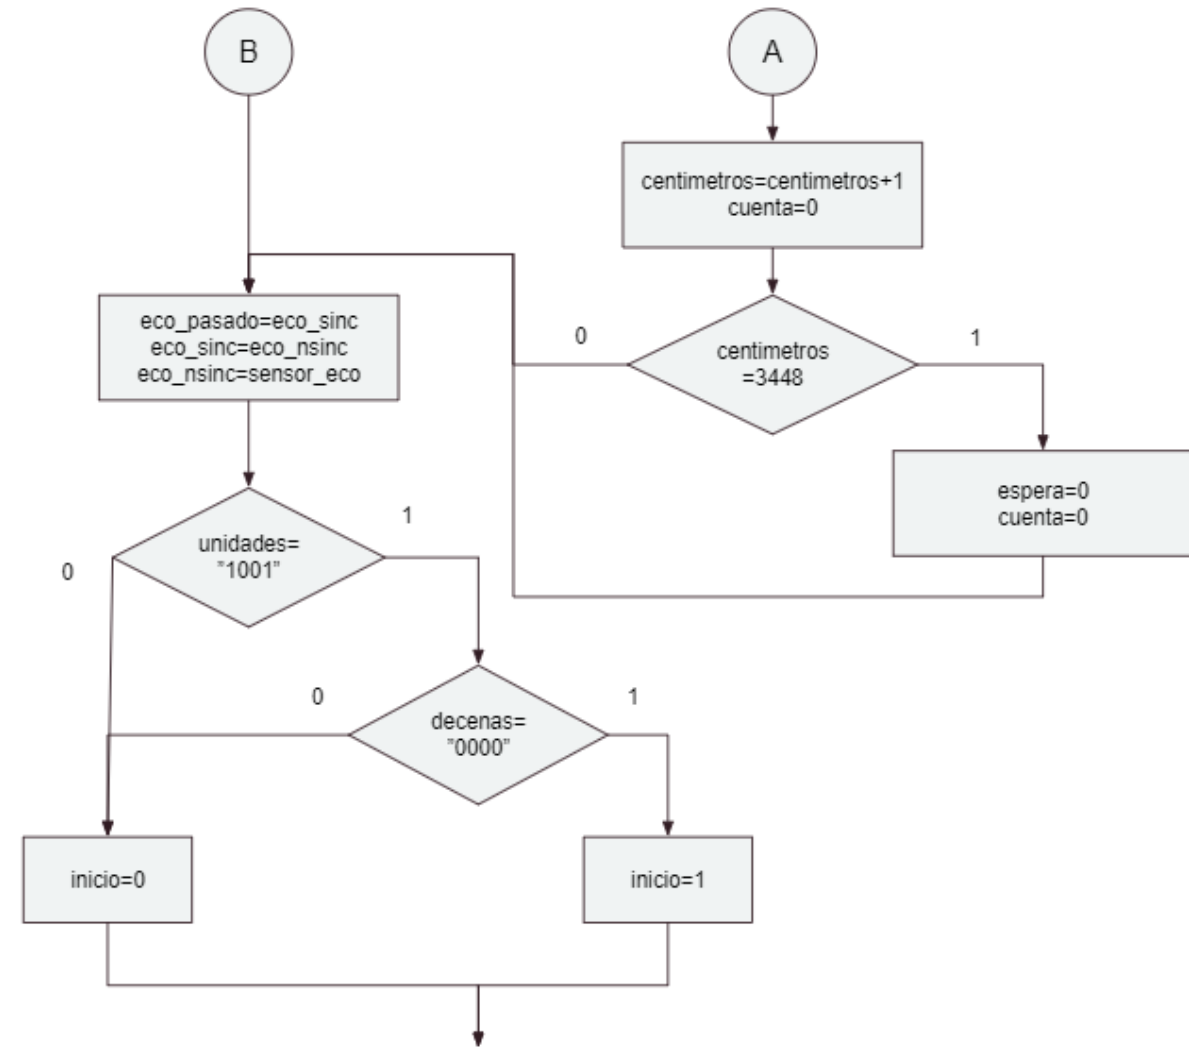 B
A
centimetros=centimetros+1
cuenta=0
eco_pasado=eco_sinc
eco_sinc=eco_nsinc
eco_nsinc=sensor_eco
0
centimetros
=3448
1
espera=0
cuenta=0
unidades=
"1001"
1
0
0
decenas=
"0000"
1
inicio=0
inicio=1